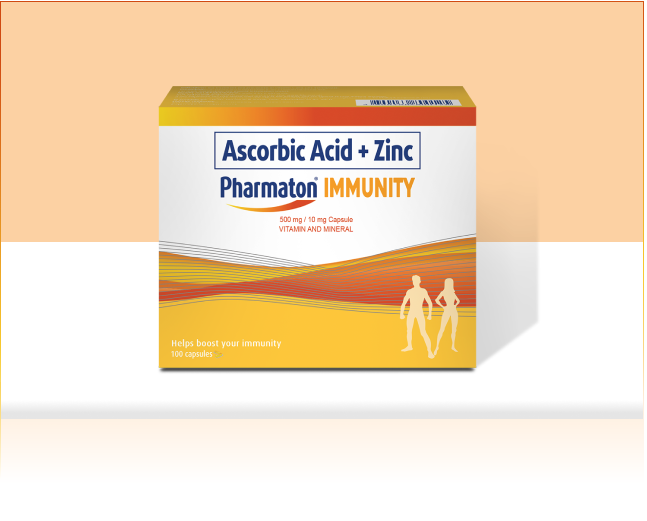 Ascorbic Acid + Zinc
Pharmaton® IMMUNITY
500 mg / 10 mg Capsule
VITAMIN AND MINERAL
Helps boost your immunity
100 capsules